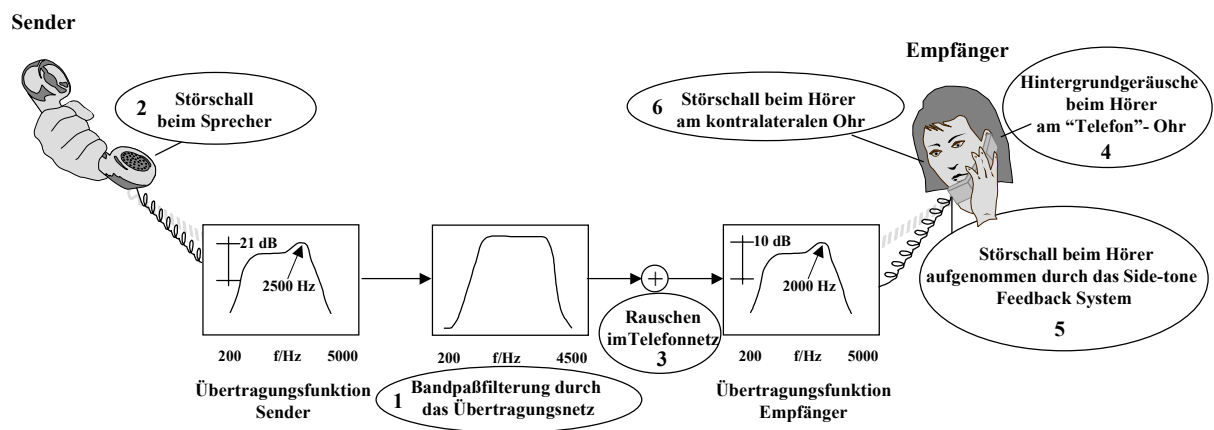 Sender
2 Störschall
beim Sprecher
21 dB
2500 Hz
200 f/Hz 5000
Übertragungsfunktion
Sender
200 f/Hz 4500
1 Bandpaßfilterung durch
das Übertragungsnetz
+
Rauschen
imTelefonnetz
3
10 dB
2000 Hz
200 f/Hz 5000
Übertragungsfunktion
Empfänger
6 Störschall beim Hörer
am kontralateralen Ohr
Empfänger
Hintergrundgeräusche
beim Hörer
am “Telefon”- Ohr
4
Störschall beim Hörer
aufgenommen durch das Side-tone
Feedback System
5